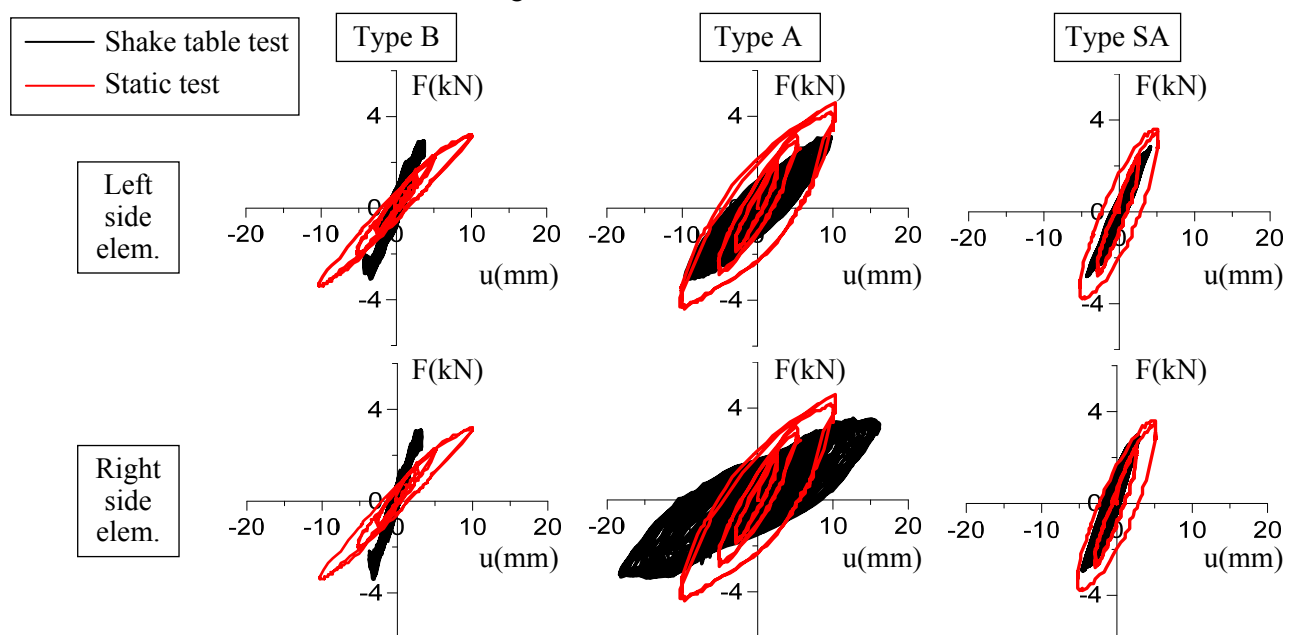 Shake table test
Static test
Type B
Type A
Type SA
Left
side
elem.
F(kN)
4
0
-4
-20
-10
10
20
u(mm)
F(kN)
4
0
-4
-20
-10
10
20
u(mm)
F(kN)
4
0
-4
-20
-10
10
20
u(mm)
Right
side
elem.
F(kN)
4
0
-4
-20
-10
10
20
u(mm)
F(kN)
4
0
-4
-20
-10
10
20
u(mm)
F(kN)
4
0
-4
-20
-10
10
20
u(mm)